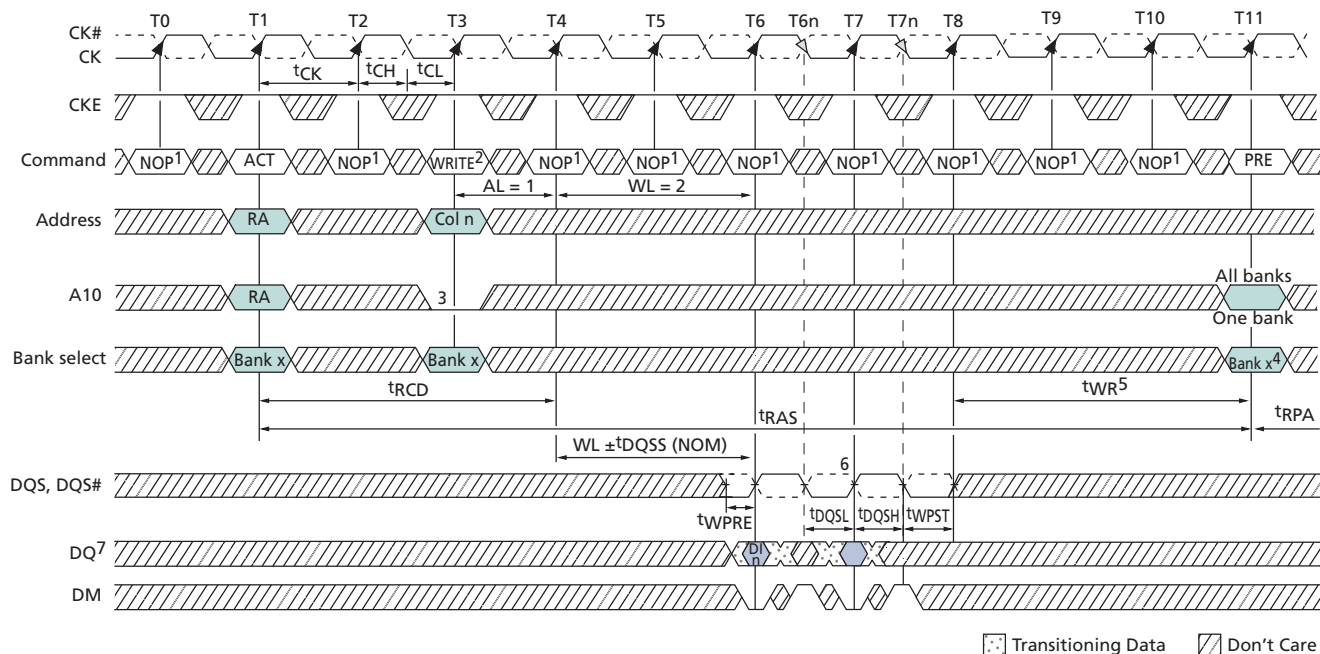 T0 T1 T2 T3 T4 T5 T6 T6n T7 T7n T8 T9 T10 T11
CK#
CK
tCK tCH tCL
CKE
Command NOP1 ACT NOP1 WRITE2 NOP1 NOP1 NOP1 NOP1 NOP1 NOP1 NOP1 PRE
AL = 1 WL = 2
Address RA Col n
All banks
A10 RA 3
One bank
Bank select Bank x Bank x Bank x4
tRCD tWR5
tRAS tRPA
WL ±tDQSS (NOM)
6
DQS, DQS#
tWPRE tDQSL tDQSH tWPST
DQ7 DI
n
DM
Transitioning Data Don't Care